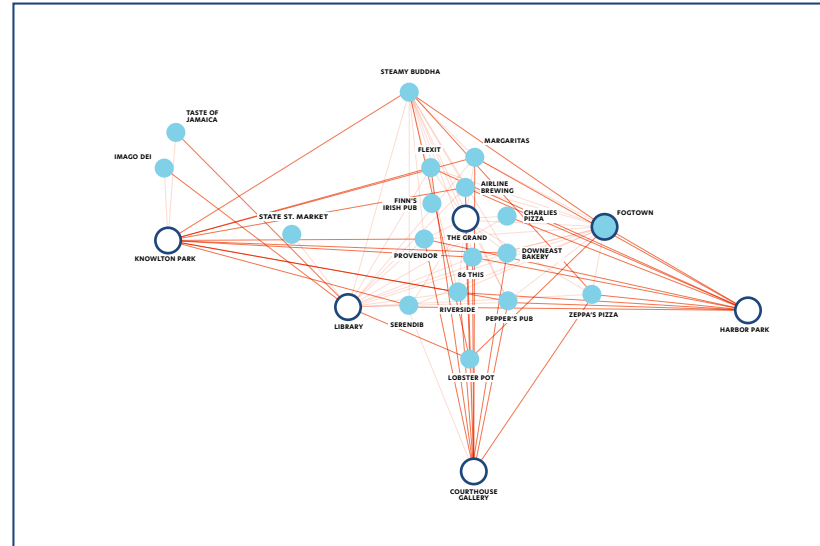 STEAMY BUDDHA
TASTE OF
JAMAICA
MARGARITAS
FLEXIT
IMAGO DEI
AIRLINE
BREWING
FINN'S
IRISH PUB
STATE ST. MARKET
CHARLIES
PIZZA
FOGTOWN
THE GRAND
KNOWLTON PARK
PROVENDOR
DOWNEAST
BAKERY
86 THIS
RIVERSIDE
LIBRARY
SERENDIB
PEPPER'S PUB
ZEPPA'S PIZZA
HARBOR PARK
LOBSTER POT
COURTHOUSE
GALLERY